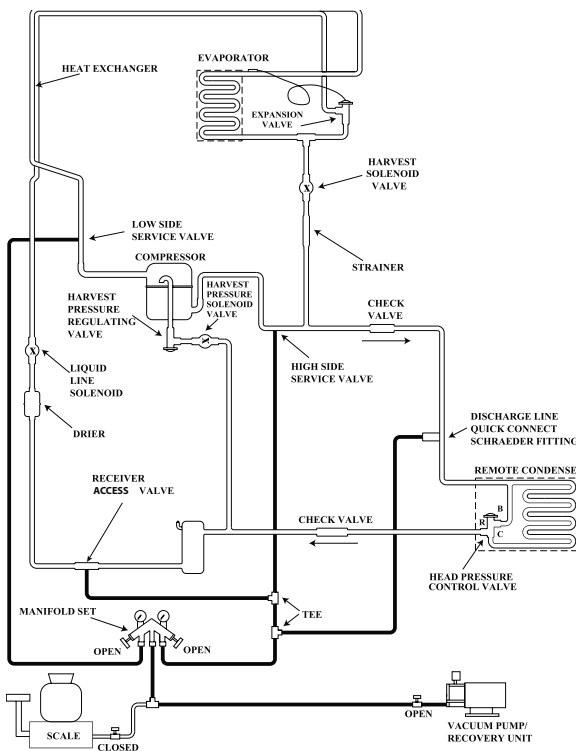 EVAPORATOR
HEAT EXCHANGER
EXPANSION
VALVE
HARVEST
SOLENOID
VALVE
X
LOW SIDE
SERVICE VALVE
COMPRESSOR
STRAINER
HARVEST
PRESSURE
SOLENOID
VALVE
HARVEST
PRESSURE
REGULATING
VALVE
X
CHECK
VALVE
HIGH SIDE
SERVICE VALVE
X
LIQUID
LINE
SOLENOID
DRIER
DISCHARGE LINE
QUICK CONNECT
SCHRAEDER FITTING
RECEIVER
ACCESS VALVE
REMOTE CONDENSE
B
R
C
CHECK VALVE
HEAD PRESSURE
CONTROL VALVE
MANIFOLD SET
TEE
OPEN
OPEN
SCALE
CLOSED
OPEN
VACUUM PUMP/
RECOVERY UNIT